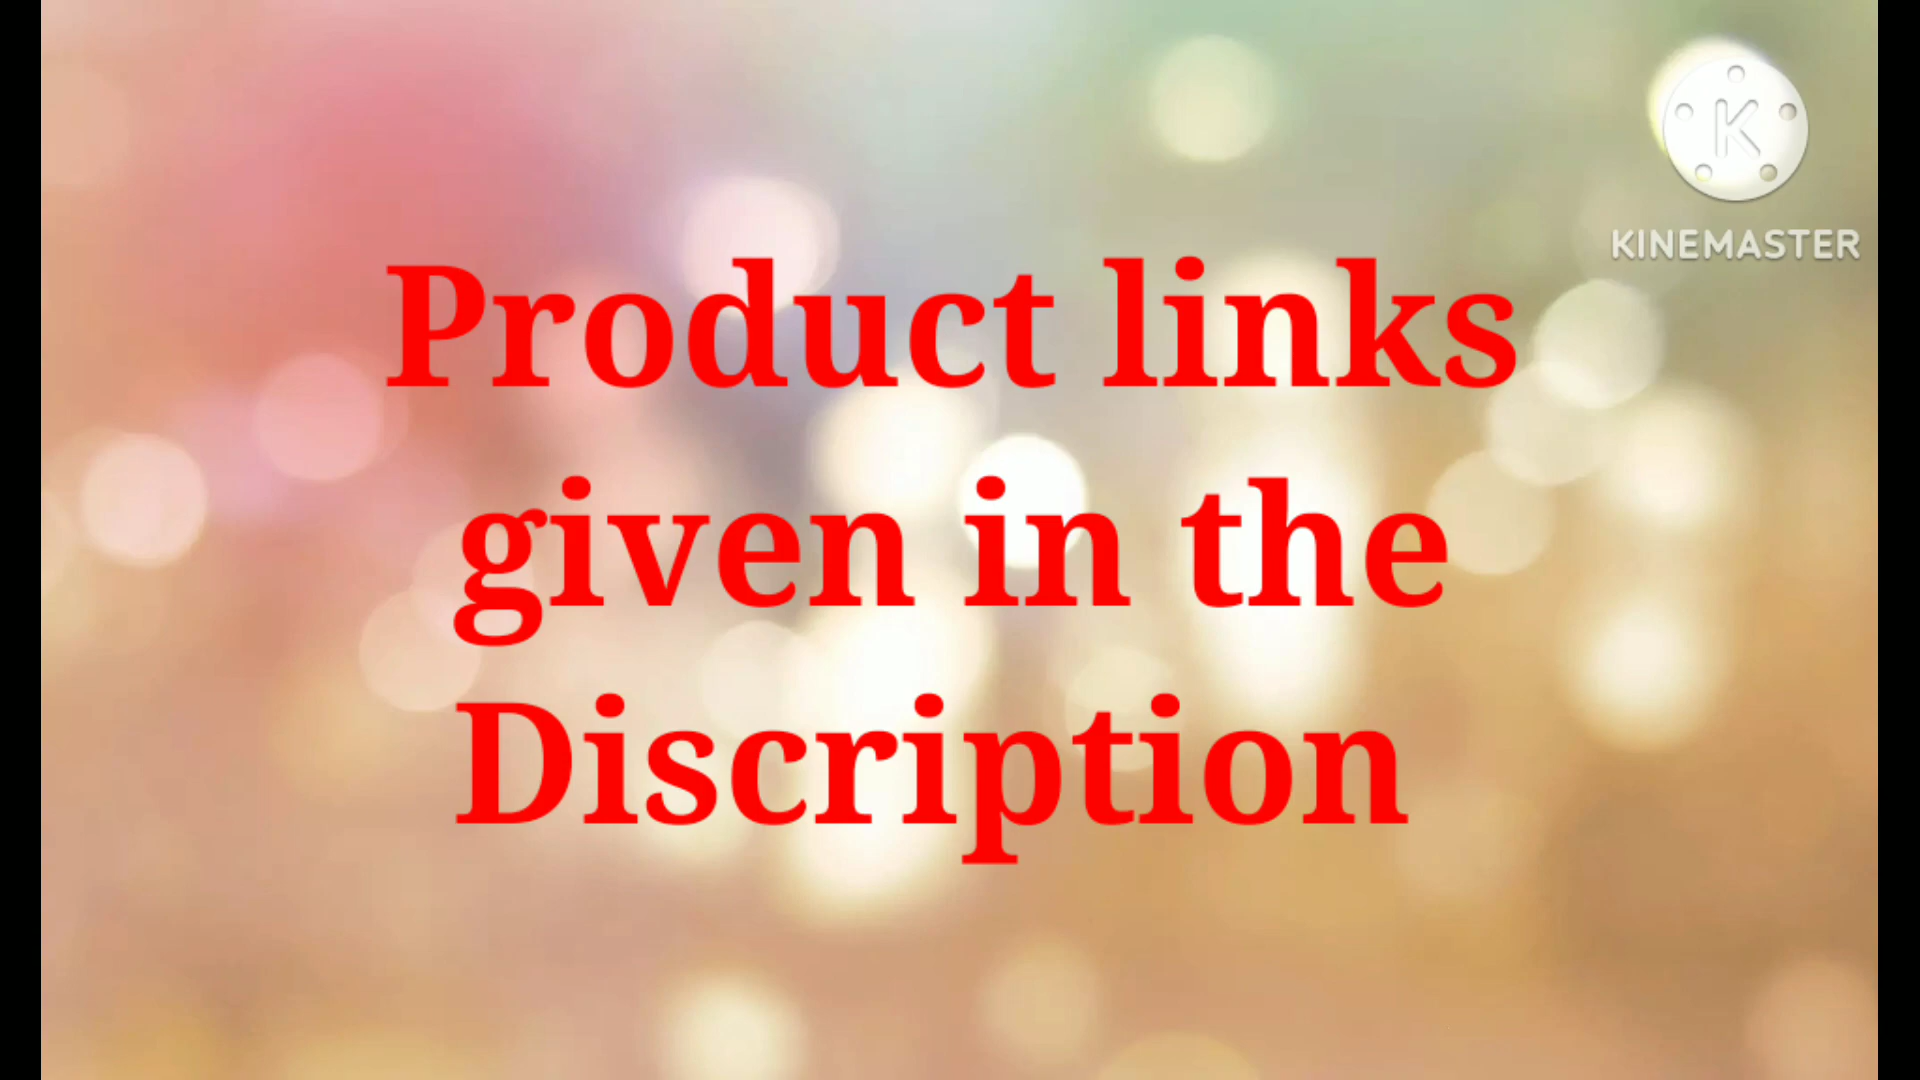 K
KINEMASTER
Product links
given in the
Discription